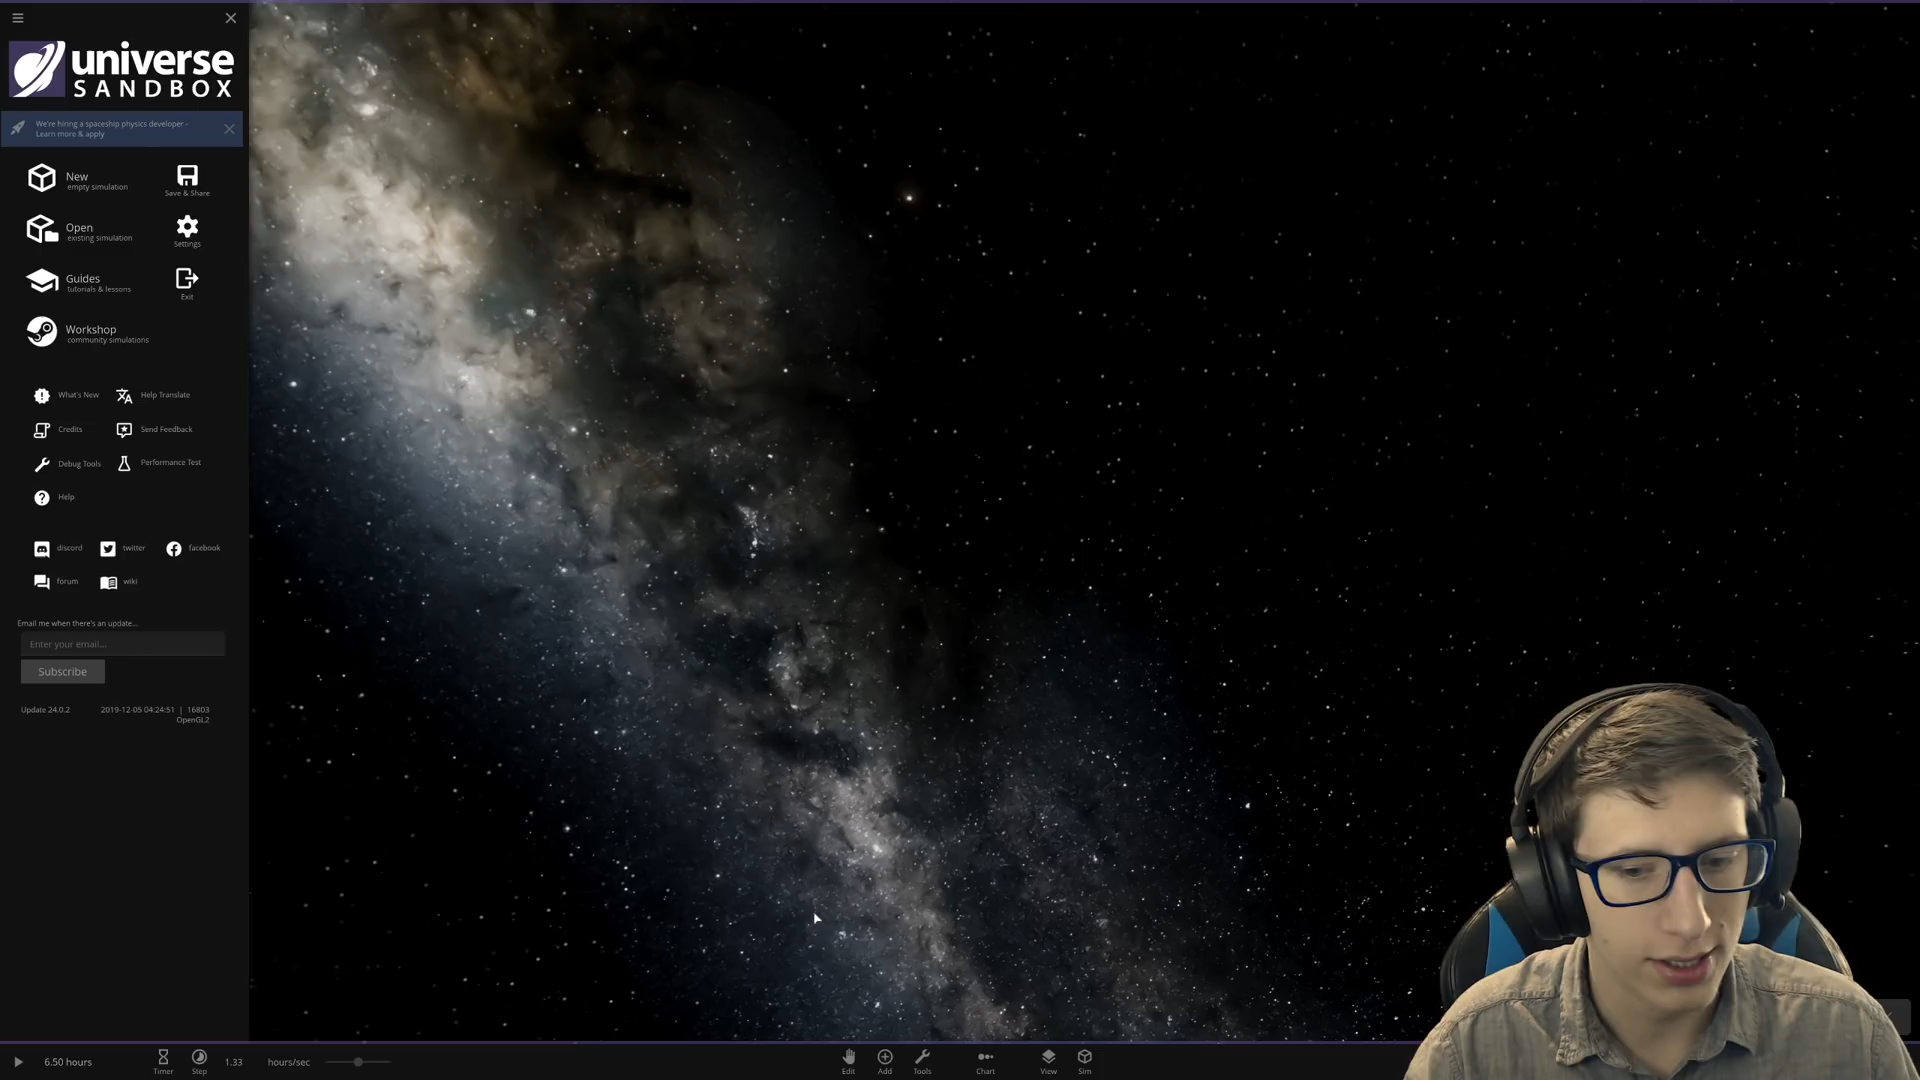 universe
SANDBOX
We're hiring a spaceship physics developer -
Learn more & apply
New
empty simulation
Save & Share
Open
existing simulation
Settings
Guides
tutorials & lessons
Exit
Workshop
community simulations
What's New
Help Translate
Credits
Send Feedback
Debug Tools
Performance Test
Help
discord
twitter
facebook
forum
wiki
Email me when there's an update...
Enter your email...
Subscribe
Update 24.0.2
2019-12-05 04:24:51 | 16803
OpenGL2
6.50 hours
Timer
Step
1.33
hours/sec
Edit
Add
Tools
Chart
View
Sim